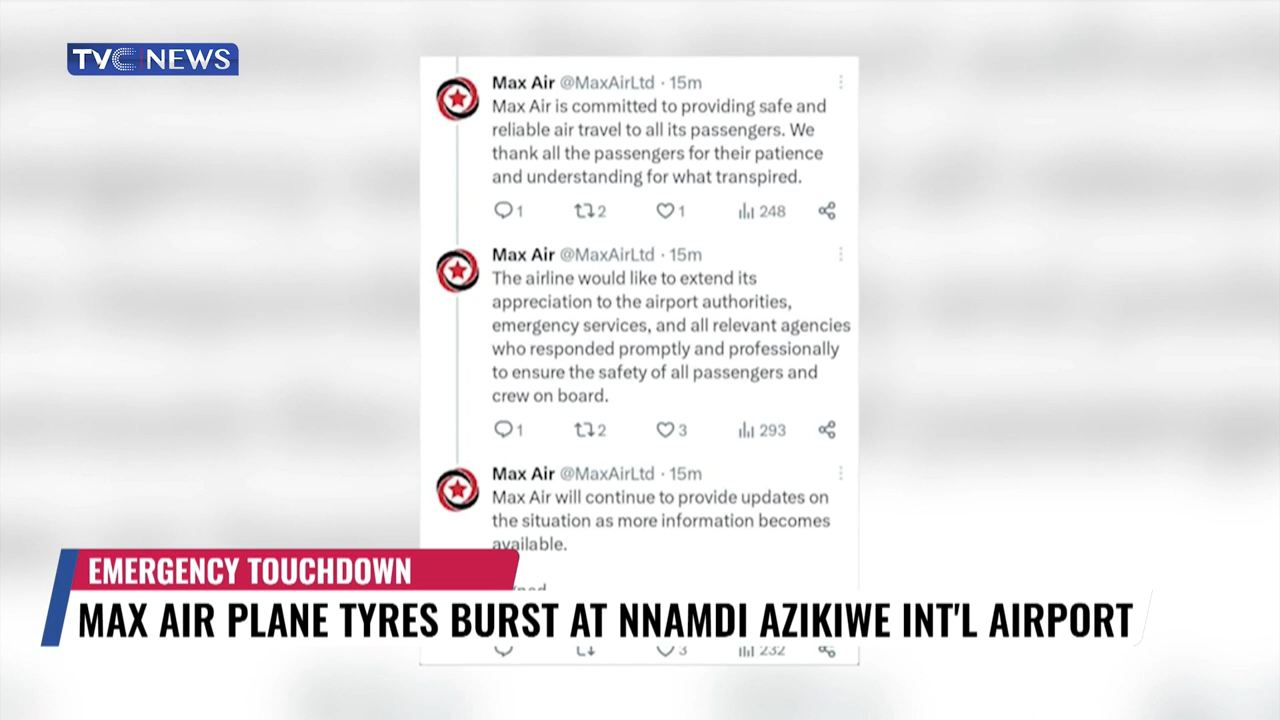 TVC NEWS
Max Air @MaxAirLtd · 15m
Max Air is committed to providing safe and
reliable air travel to all its passengers. We
thank all the passengers for their patience
and understanding for what transpired.
1 2 1 248
Max Air @MaxAirLtd · 15m
The airline would like to extend its
appreciation to the airport authorities,
emergency services, and all relevant agencies
who responded promptly and professionally
to ensure the safety of all passengers and
crew on board.
1 2 3 293
Max Air @MaxAirLtd · 15m
Max Air will continue to provide updates on
the situation as more information becomes
available.
EMERGENCY TOUCHDOWN
MAX AIR PLANE TYRES BURST AT NNAMDI AZIKIWE INT'L AIRPORT
3 232